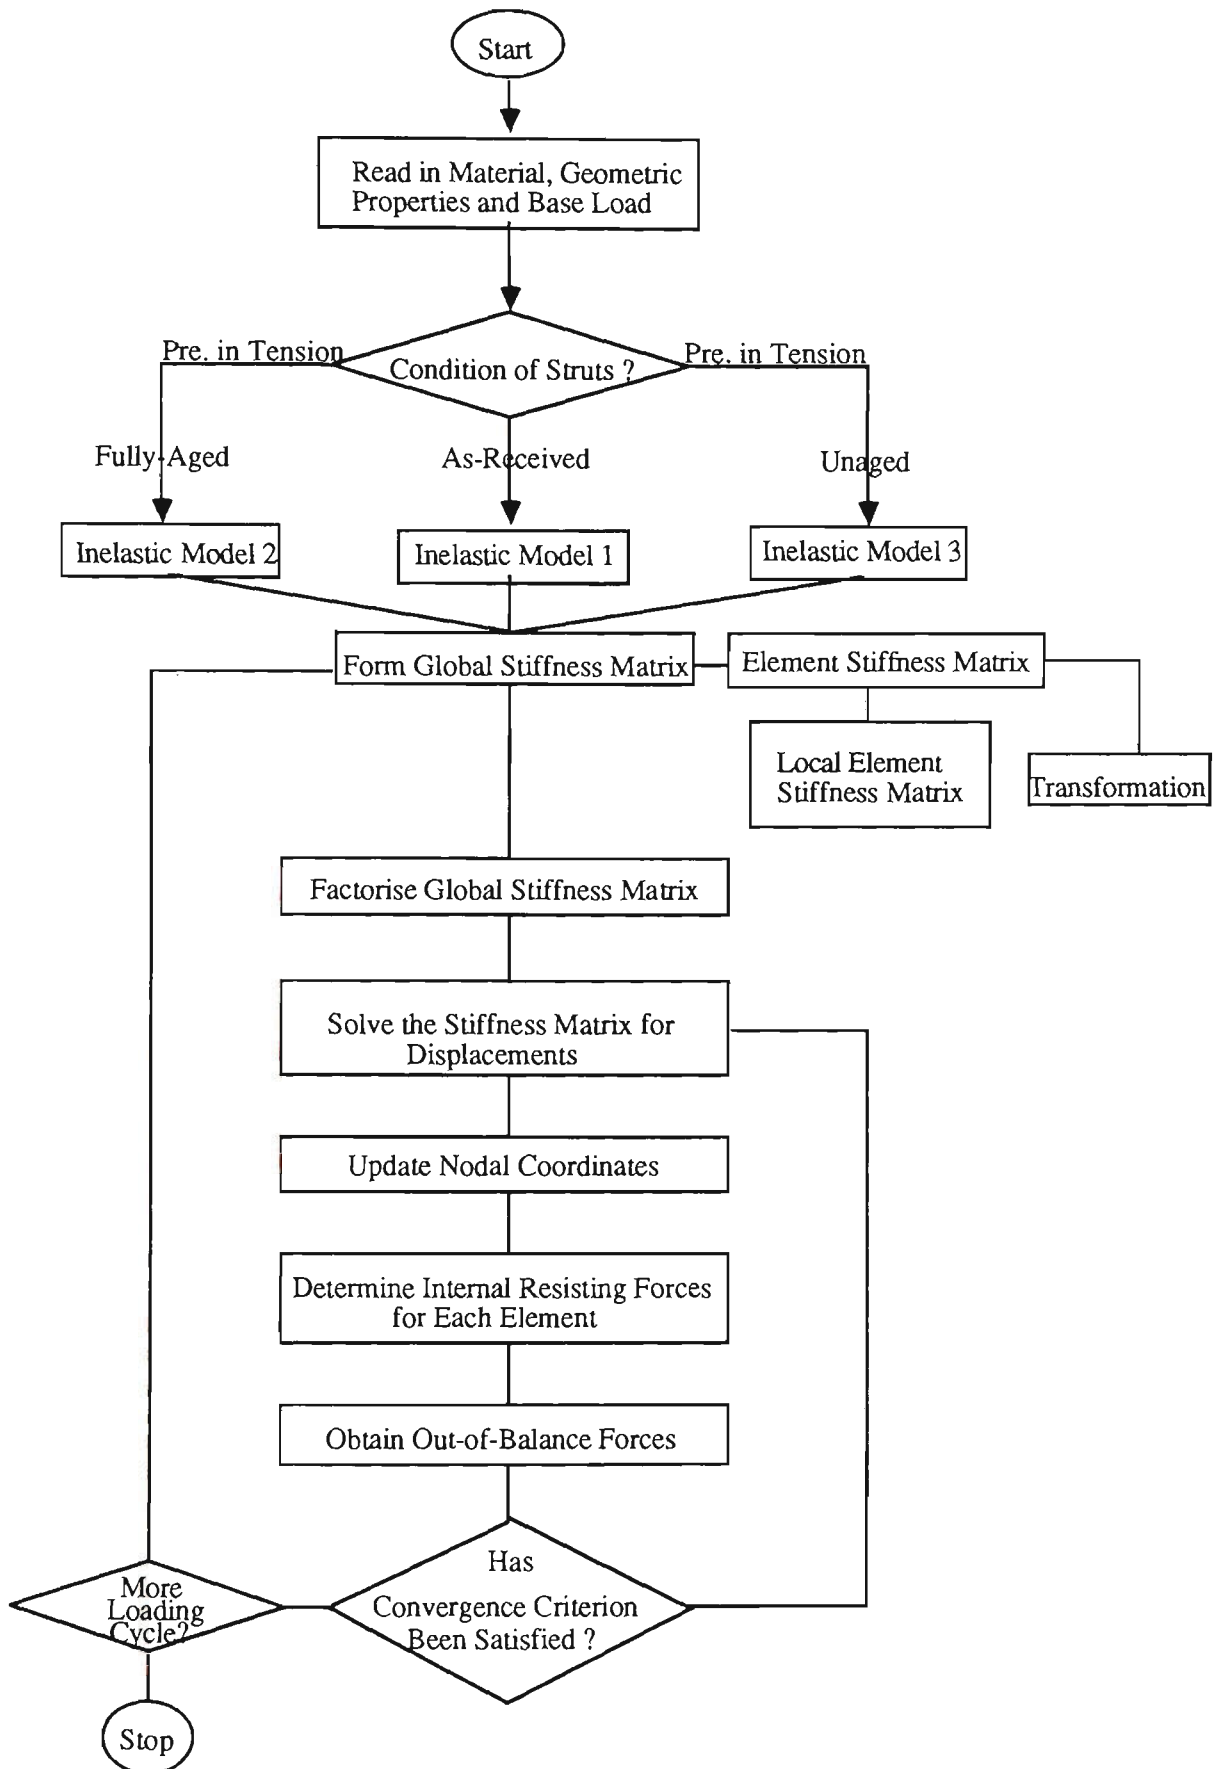 Start
Read in Material, Geometric
Properties and Base Load
Pre. in Tension
Condition of Struts ?
Pre. in Tension
Fully-Aged
As-Received
Unaged
Inelastic Model 2
Inelastic Model 1
Inelastic Model 3
Form Global Stiffness Matrix
Element Stiffness Matrix
Local Element
Stiffness Matrix
Transformation
Factorise Global Stiffness Matrix
Solve the Stiffness Matrix for
Displacements
Update Nodal Coordinates
Determine Internal Resisting Forces
for Each Element
Obtain Out-of-Balance Forces
Has
Convergence Criterion
Been Satisfied ?
More
Loading
Cycle?
Stop